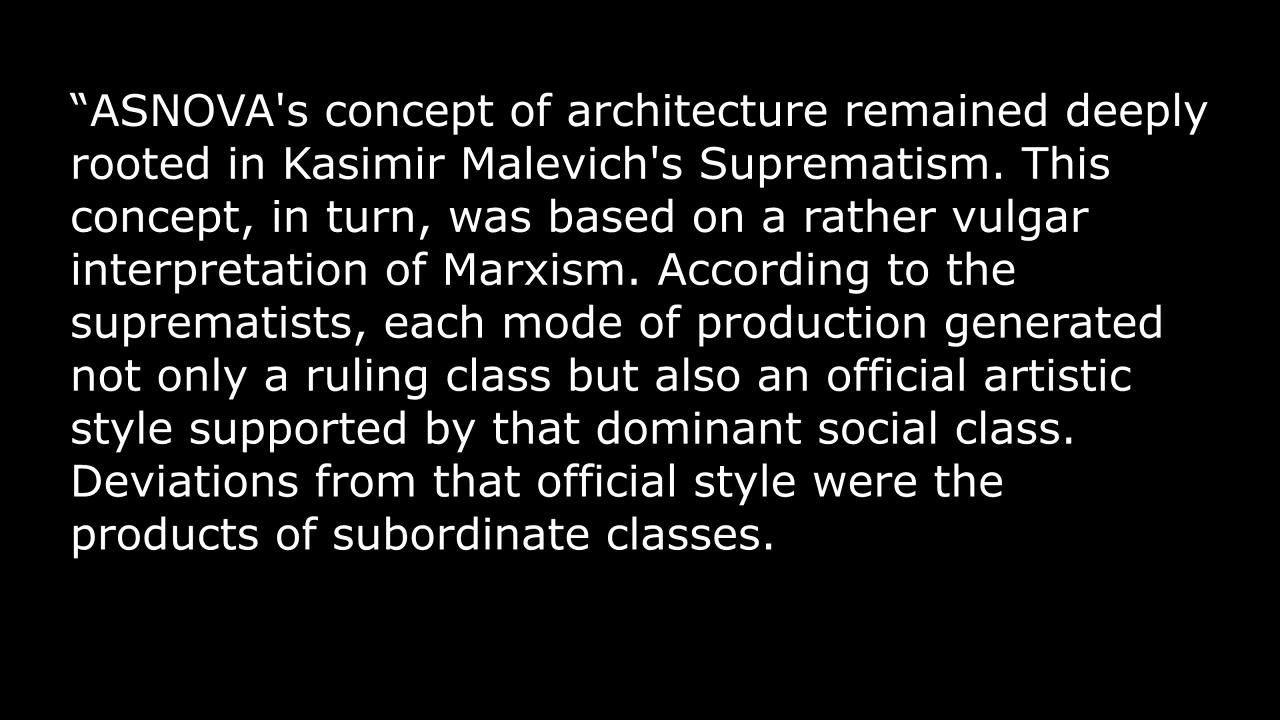 “ASNOVA's concept of architecture remained deeply
rooted in Kasimir Malevich's Suprematism. This
concept, in turn, was based on a rather vulgar
interpretation of Marxism. According to the
suprematists, each mode of production generated
not only a ruling class but also an official artistic
style supported by that dominant social class.
Deviations from that official style were the
products of subordinate classes.